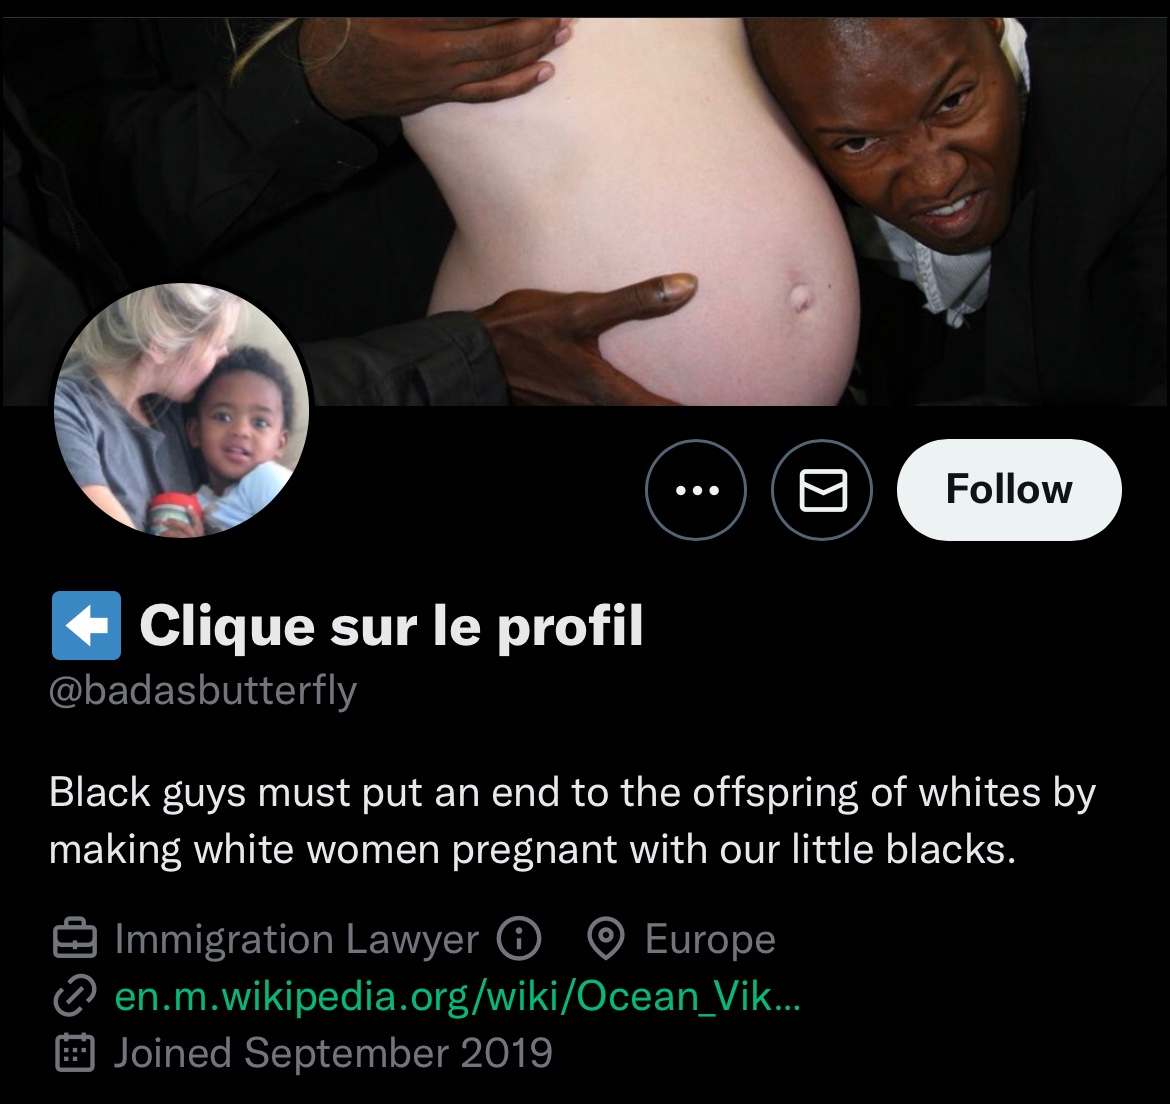 Follow
Clique sur le profil
@badasbutterfly
Black guys must put an end to the offspring of whites by
making white women pregnant with our little blacks.
Immigration Lawyer Europe
en.m.wikipedia.org/wiki/Ocean_Vik...
Joined September 2019